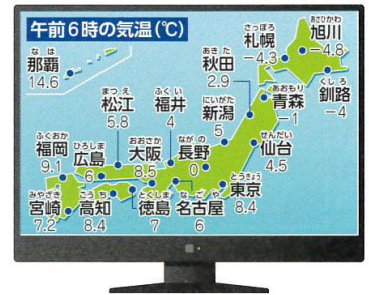 午前6時の気温(℃)
なは
那覇
14.6
さっぽろ
札幌
-4.3
あさひかわ
旭川
-4.8
あきた
秋田
2.9
あおもり
青森
-1
くしろ
釧路
-4
まつえ
松江
5.8
ふくい
福井
4
にいがた
新潟
5
せんだい
仙台
4.5
ふくおか
福岡
9.1
ひろしま
広島
6
おおさか
大阪
8.5
ながの
長野
0
とうきょう
東京
8.4
みやざき
宮崎
7.2
こうち
高知
8.4
とくしま
徳島
7
なごや
名古屋
6